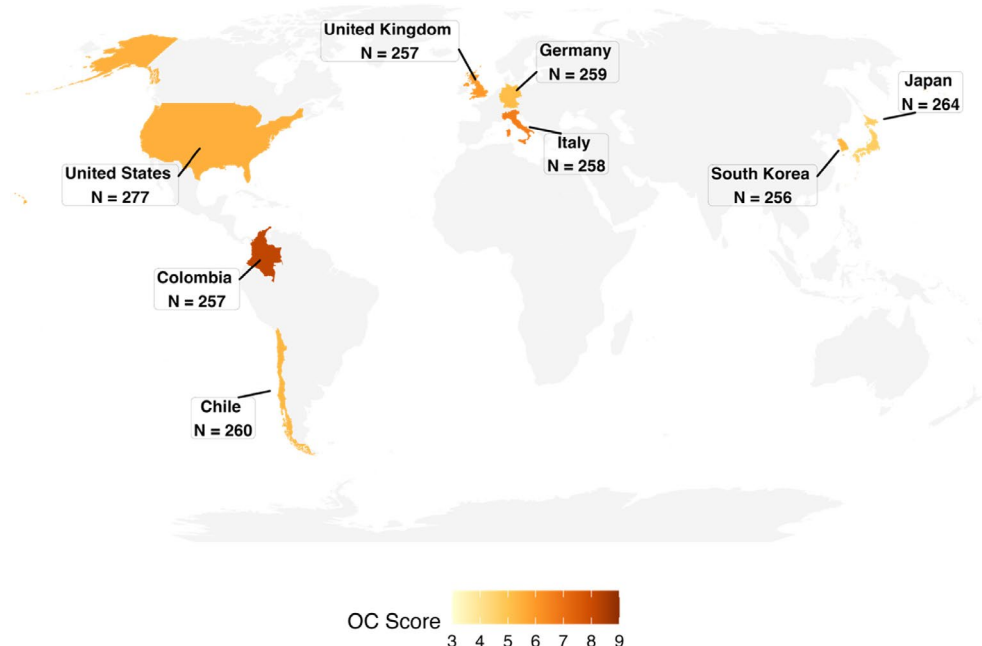 United Kingdom
N = 257
Germany
N = 259
Japan
N = 264
Italy
N = 258
United States
N = 277
South Korea
N = 256
Colombia
N = 257
Chile
N = 260
OC Score
3 4 5 6 7 8 9